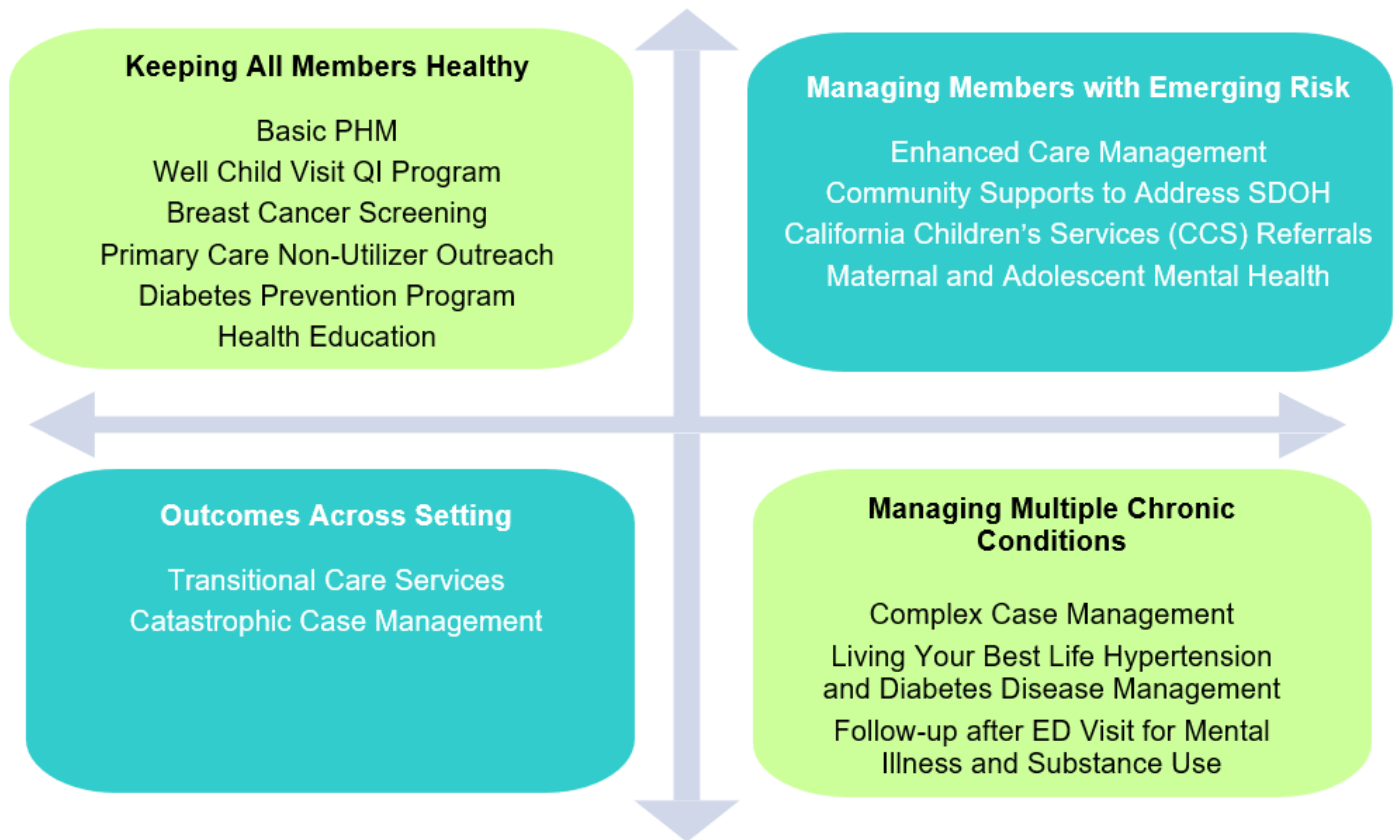 Keeping All Members Healthy
Basic PHM
Well Child Visit QI Program
Breast Cancer Screening
Primary Care Non-Utilizer Outreach
Diabetes Prevention Program
Health Education
Managing Members with Emerging Risk
Enhanced Care Management
Community Supports to Address SDOH
California Children's Services (CCS) Referrals
Maternal and Adolescent Mental Health
Outcomes Across Setting
Transitional Care Services
Catastrophic Case Management
Managing Multiple Chronic
Conditions
Complex Case Management
Living Your Best Life Hypertension
and Diabetes Disease Management
Follow-up after ED Visit for Mental
Illness and Substance Use